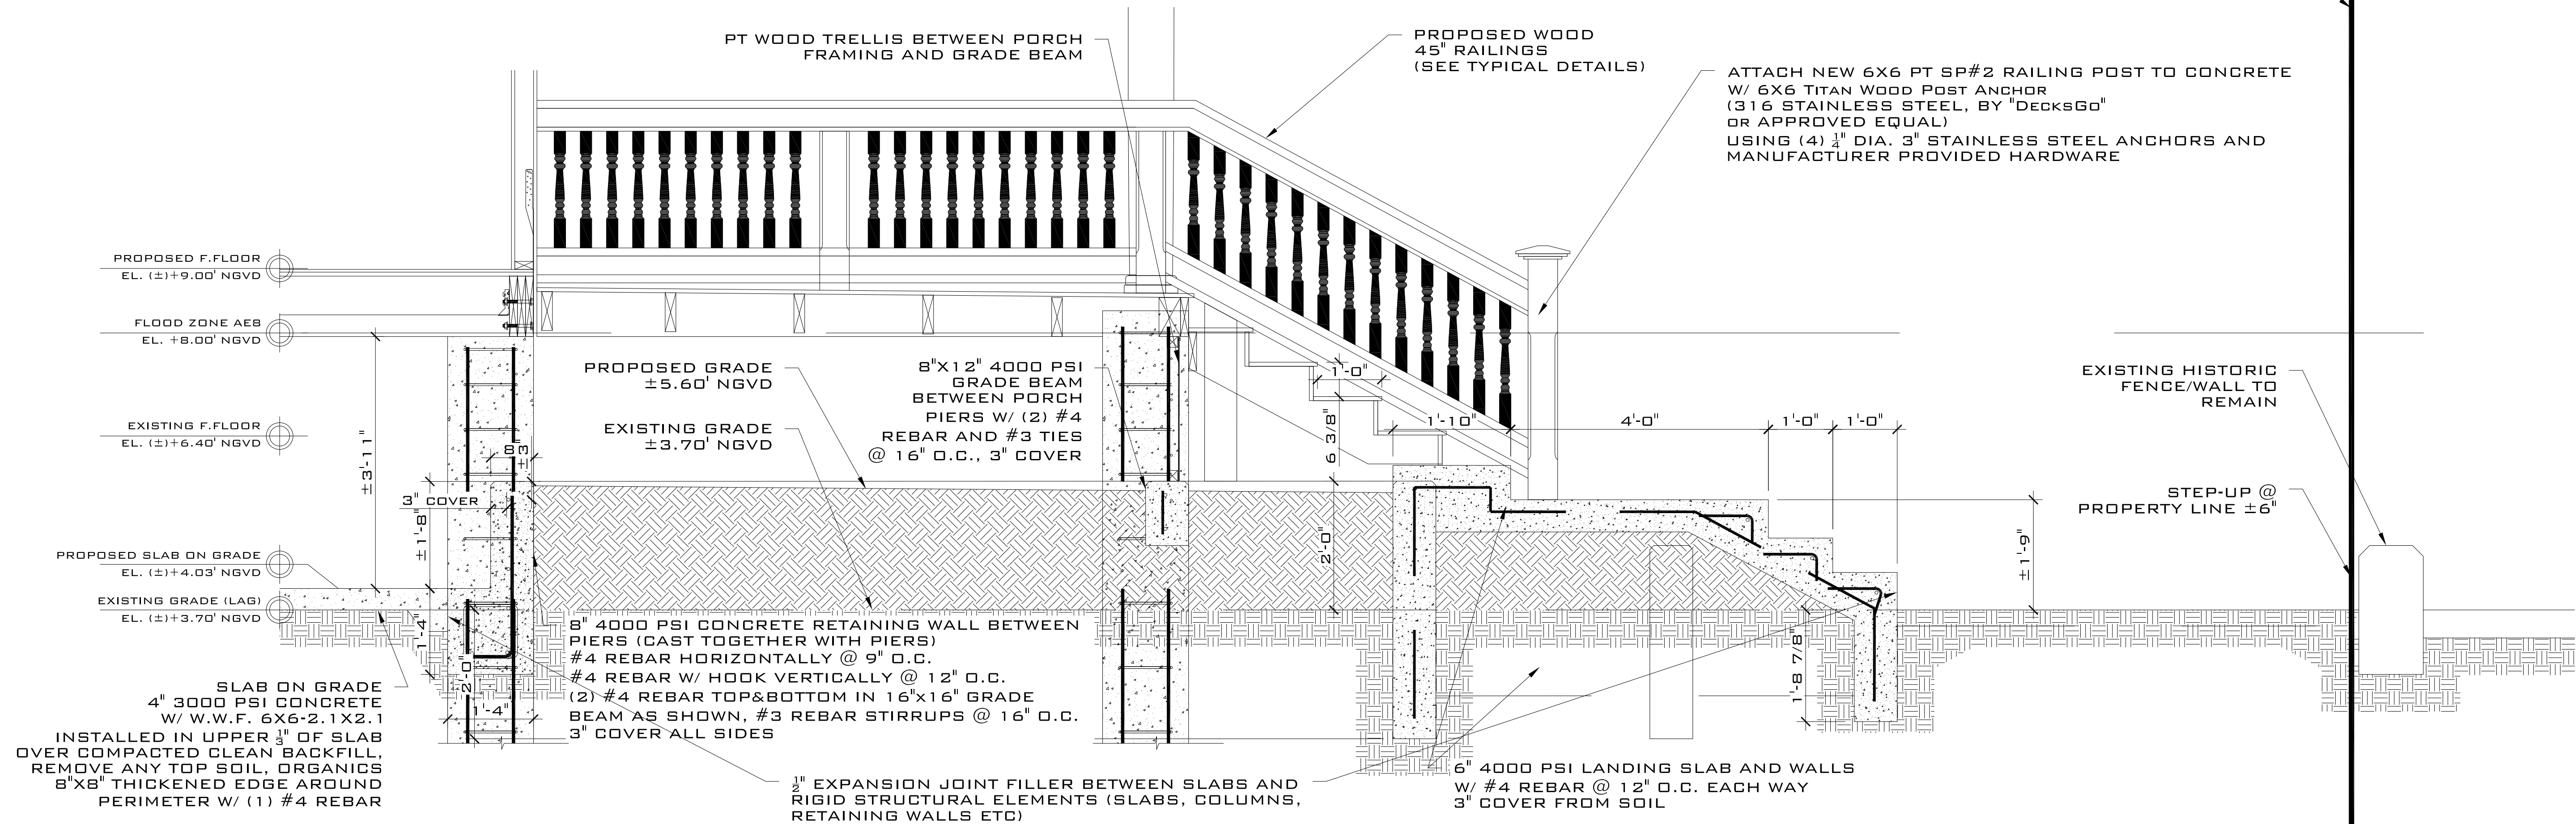 PT WOOD TRELLIS BETWEEN PORCH
FRAMING AND GRADE BEAM
PROPOSED WOOD
45" RAILINGS
(SEE TYPICAL DETAILS)
ATTACH NEW 6X6 PT SP#2 RAILING POST TO CONCRETE
W/ 6X6 TITAN WOOD POST ANCHOR
(316 STAINLESS STEEL, BY "DECKSGO"
OR APPROVED EQUAL)
USING (4) 1/4" DIA. 3" STAINLESS STEEL ANCHORS AND
MANUFACTURER PROVIDED HARDWARE
PROPOSED F.FLOOR
EL. (±)+9.00' NGVD
FLOOD ZONE AE8
EL. +8.00' NGVD
EXISTING F.FLOOR
EL. (±)+6.40' NGVD
PROPOSED SLAB ON GRADE
EL. (±)+4.03' NGVD
EXISTING GRADE (LAG)
EL. (±)+3.70' NGVD
±3'-11"
8"
±3"
3" COVER
±1'-8"
1'-4"
2'-0"
1'-4"
PROPOSED GRADE
±5.60' NGVD
EXISTING GRADE
±3.70' NGVD
8"X12" 4000 PSI
GRADE BEAM
BETWEEN PORCH
PIERS W/ (2) #4
REBAR AND #3 TIES
@ 16" O.C., 3" COVER
1'-0"
6 3/8"
1'-10"
4'-0"
1'-0"
1'-0"
2'-0"
±1'-9"
1'-8 7/8"
EXISTING HISTORIC
FENCE/WALL TO
REMAIN
STEP-UP @
PROPERTY LINE ±6"
SLAB ON GRADE
4" 3000 PSI CONCRETE
W/ W.W.F. 6X6-2.1X2.1
INSTALLED IN UPPER 1/3" OF SLAB
OVER COMPACTED CLEAN BACKFILL,
REMOVE ANY TOP SOIL, ORGANICS
8"X8" THICKENED EDGE AROUND
PERIMETER W/ (1) #4 REBAR
8" 4000 PSI CONCRETE RETAINING WALL BETWEEN
PIERS (CAST TOGETHER WITH PIERS)
#4 REBAR HORIZONTALLY @ 9" O.C.
#4 REBAR W/ HOOK VERTICALLY @ 12" O.C.
(2) #4 REBAR TOP&BOTTOM IN 16"X16" GRADE
BEAM AS SHOWN, #3 REBAR STIRRUPS @ 16" O.C.
3" COVER ALL SIDES
1/2" EXPANSION JOINT FILLER BETWEEN SLABS AND
RIGID STRUCTURAL ELEMENTS (SLABS, COLUMNS,
RETAINING WALLS ETC)
6" 4000 PSI LANDING SLAB AND WALLS
W/ #4 REBAR @ 12" O.C. EACH WAY
3" COVER FROM SOIL